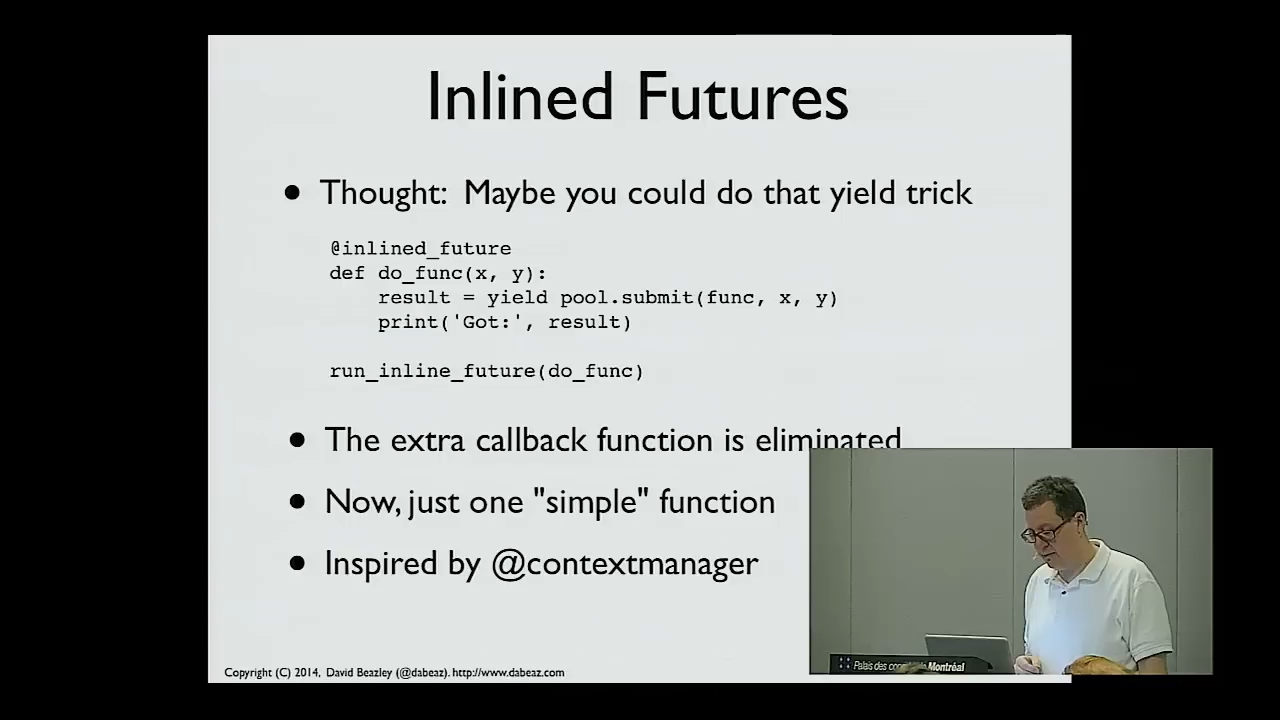 Inlined Futures
• Thought: Maybe you could do that yield trick
@inlined_future
def do_func(x, y):
    result = yield pool.submit(func, x, y)
    print('Got:', result)
run_inline_future(do_func)
• The extra callback function is eliminated
• Now, just one "simple" function
• Inspired by @contextmanager
Copyright (C) 2014, David Beazley (@dabeaz). http://www.dabeaz.com
Palais des Montréal